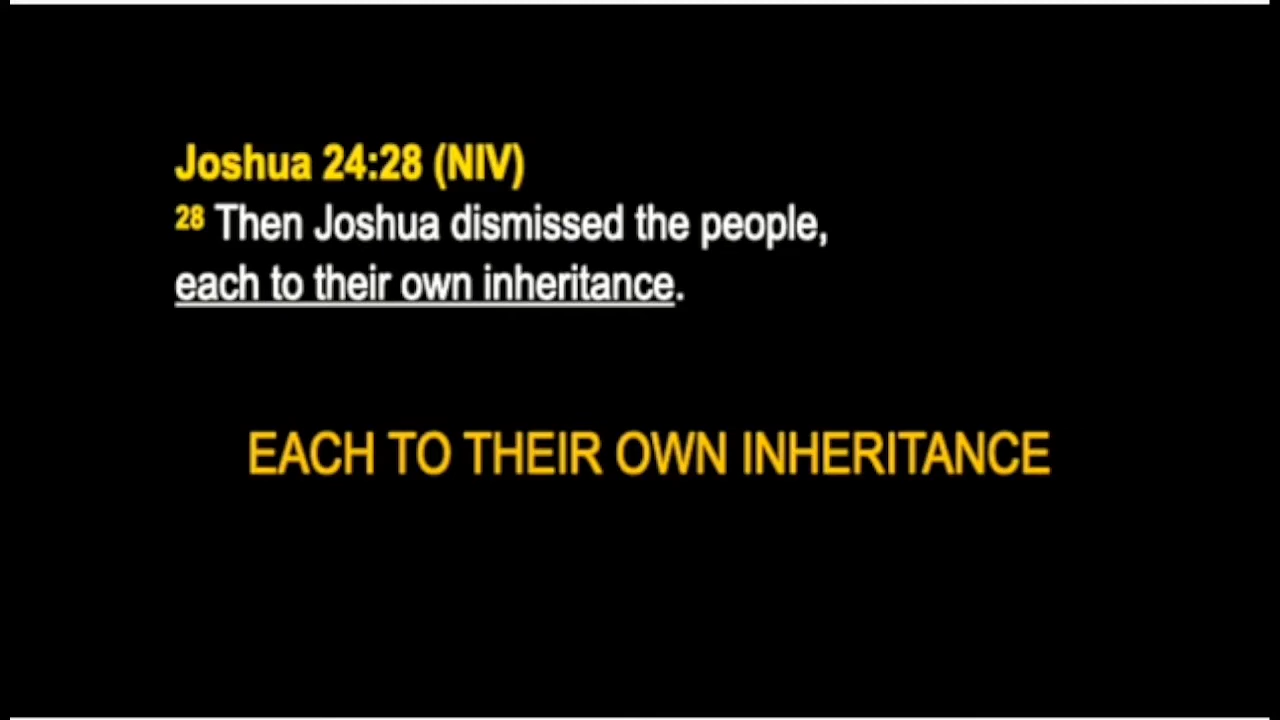 Joshua 24:28 (NIV)
28 Then Joshua dismissed the people,
each to their own inheritance.
EACH TO THEIR OWN INHERITANCE